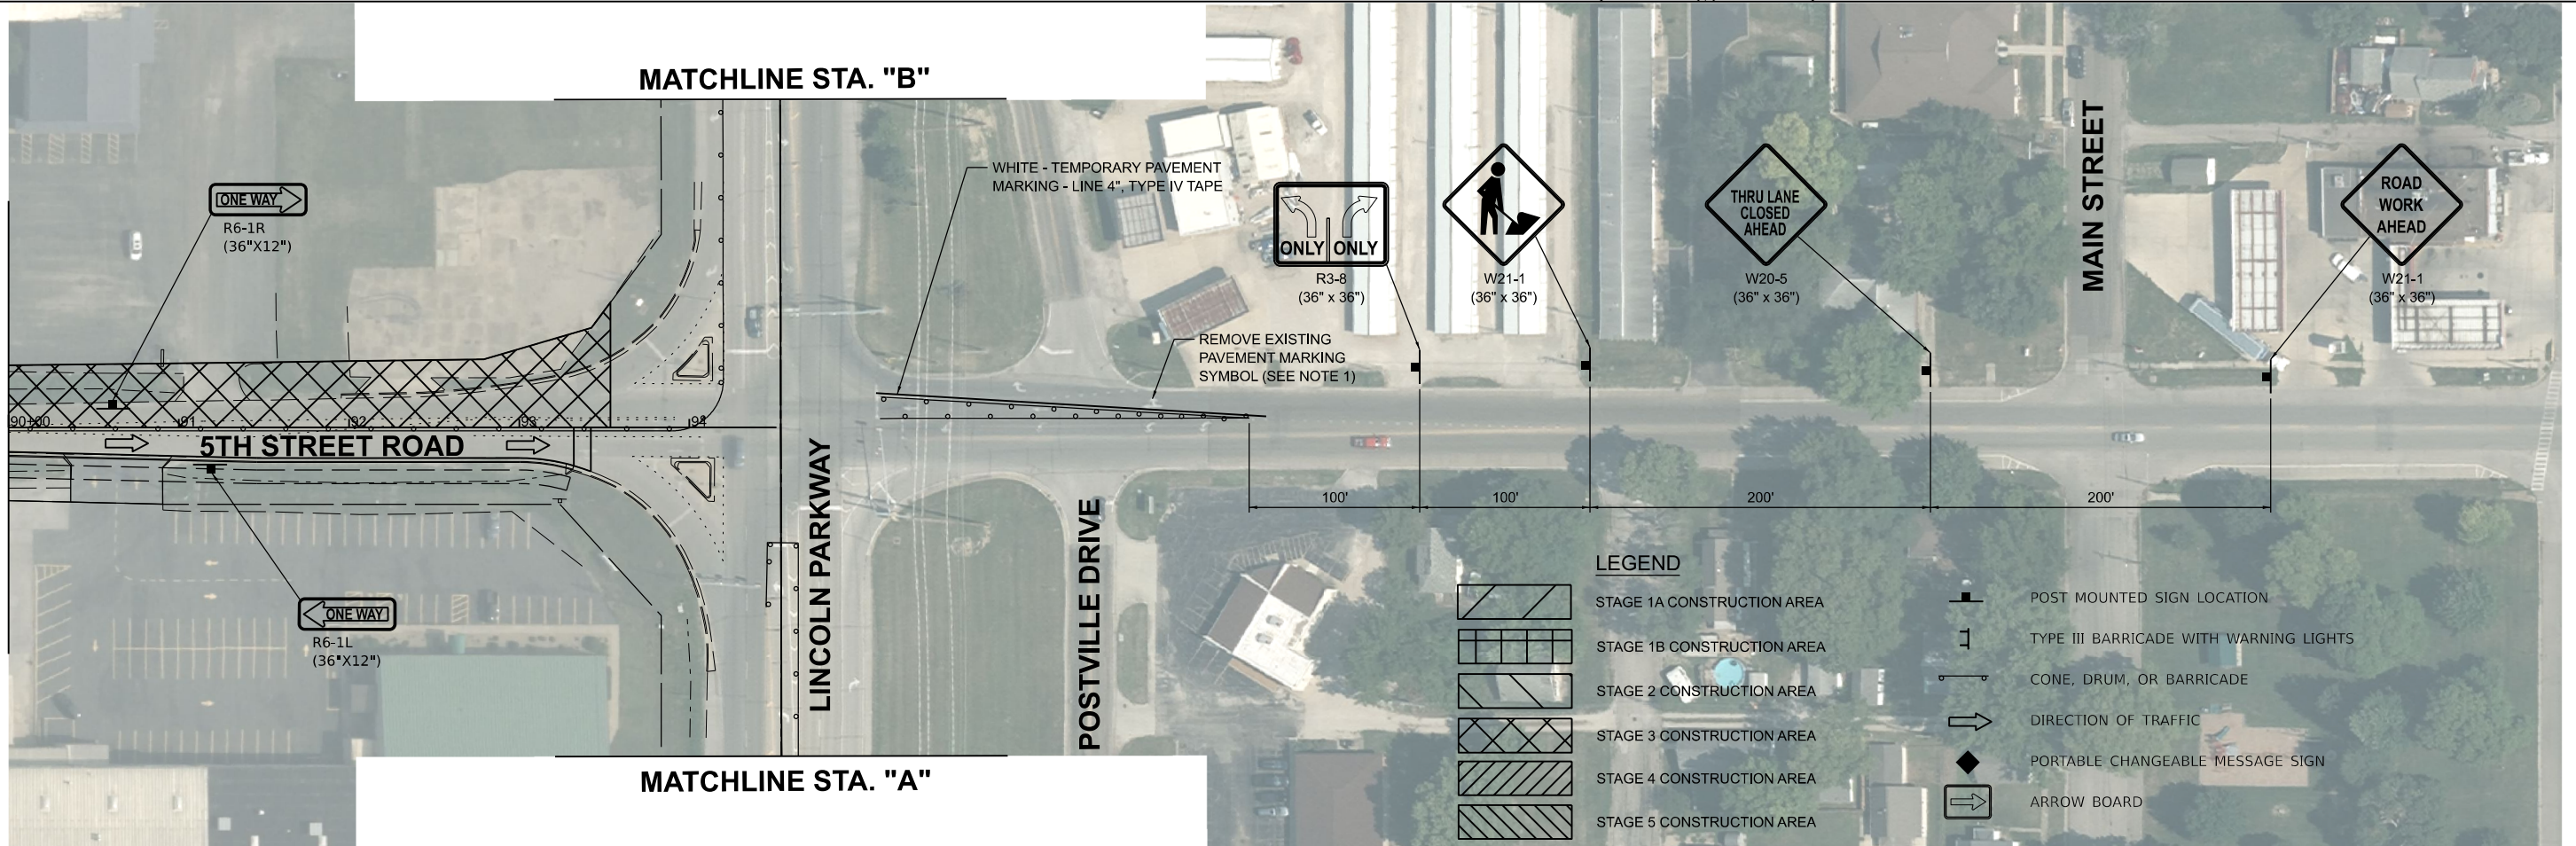 MATCHLINE STA. "B"
ONE WAY
R6-1R
(36"X12")
WHITE - TEMPORARY PAVEMENT
MARKING - LINE 4", TYPE IV TAPE
REMOVE EXISTING
PAVEMENT MARKING
SYMBOL (SEE NOTE 1)
ONLY ONLY
R3-8
(36" x 36")
W21-1
(36" x 36")
THRU LANE
CLOSED
AHEAD
W20-5
(36" x 36")
MAIN STREET
ROAD
WORK
AHEAD
W21-1
(36" x 36")
90+00 91 92 93 94
5TH STREET ROAD
LINCOLN PARKWAY
POSTVILLE DRIVE
100' 100' 200' 200'
ONE WAY
R6-1L
(36"X12")
MATCHLINE STA. "A"
LEGEND
STAGE 1A CONSTRUCTION AREA
STAGE 1B CONSTRUCTION AREA
STAGE 2 CONSTRUCTION AREA
STAGE 3 CONSTRUCTION AREA
STAGE 4 CONSTRUCTION AREA
STAGE 5 CONSTRUCTION AREA
POST MOUNTED SIGN LOCATION
TYPE III BARRICADE WITH WARNING LIGHTS
CONE, DRUM, OR BARRICADE
DIRECTION OF TRAFFIC
PORTABLE CHANGEABLE MESSAGE SIGN
ARROW BOARD